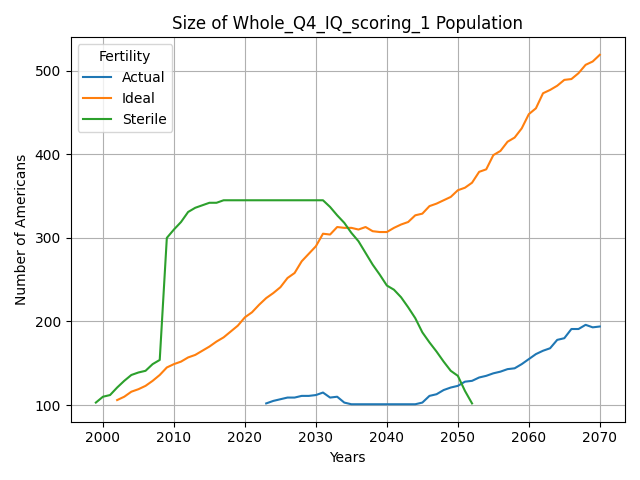 Size of Whole_Q4_IQ_scoring_1 Population
Fertility
Actual
Ideal
Sterile
Number of Americans
500
400
300
200
100
2000 2010 2020 2030 2040 2050 2060 2070
Years